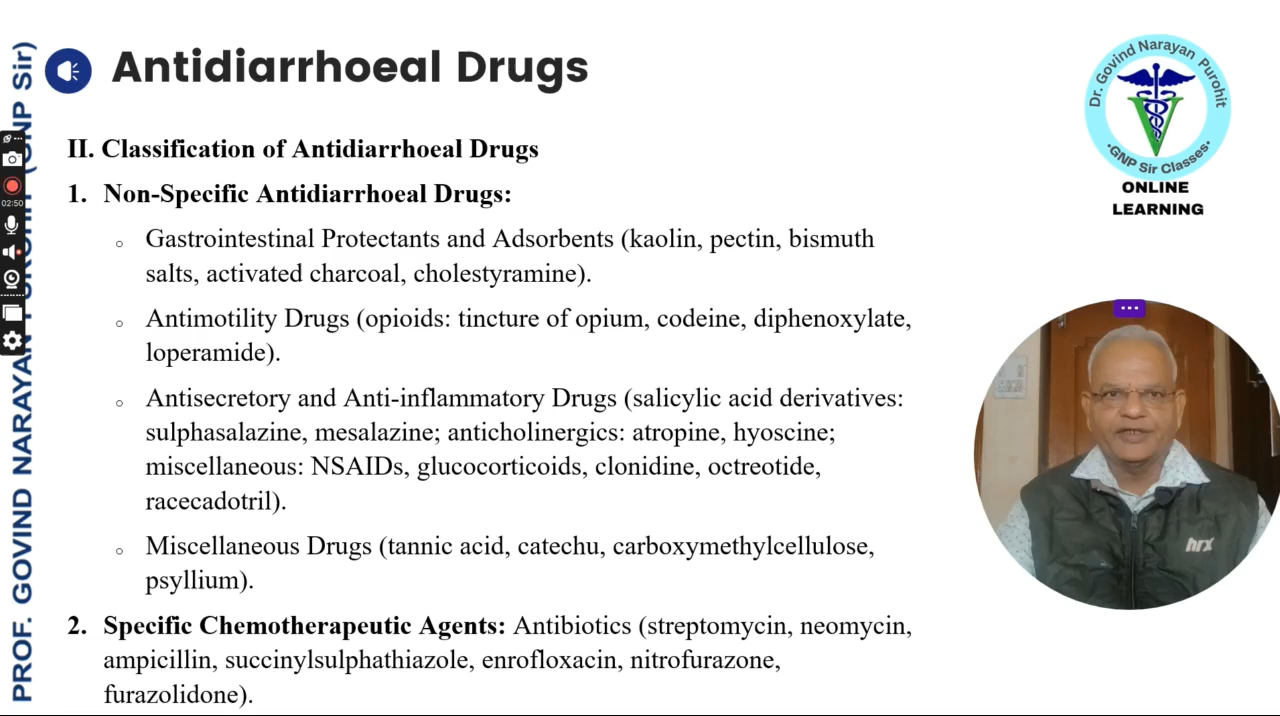 Antidiarrhoeal Drugs
II. Classification of Antidiarrhoeal Drugs
1. Non-Specific Antidiarrhoeal Drugs:
○ Gastrointestinal Protectants and Adsorbents (kaolin, pectin, bismuth
salts, activated charcoal, cholestyramine).
○ Antimotility Drugs (opioids: tincture of opium, codeine, diphenoxylate,
loperamide).
○ Antisecretory and Anti-inflammatory Drugs (salicylic acid derivatives:
sulphasalazine, mesalazine; anticholinergics: atropine, hyoscine;
miscellaneous: NSAIDs, glucocorticoids, clonidine, octreotide,
racecadotril).
○ Miscellaneous Drugs (tannic acid, catechu, carboxymethylcellulose,
psyllium).
2. Specific Chemotherapeutic Agents: Antibiotics (streptomycin, neomycin,
ampicillin, succinylsulphathiazole, enrofloxacin, nitrofurazone,
furazolidone).
PROF. GOVIND NARAYAN PUROHIT (GNP Sir)
02:50
Dr. Govind Narayan Purohit
•GNP Sir Classes•
ONLINE
LEARNING
hrx